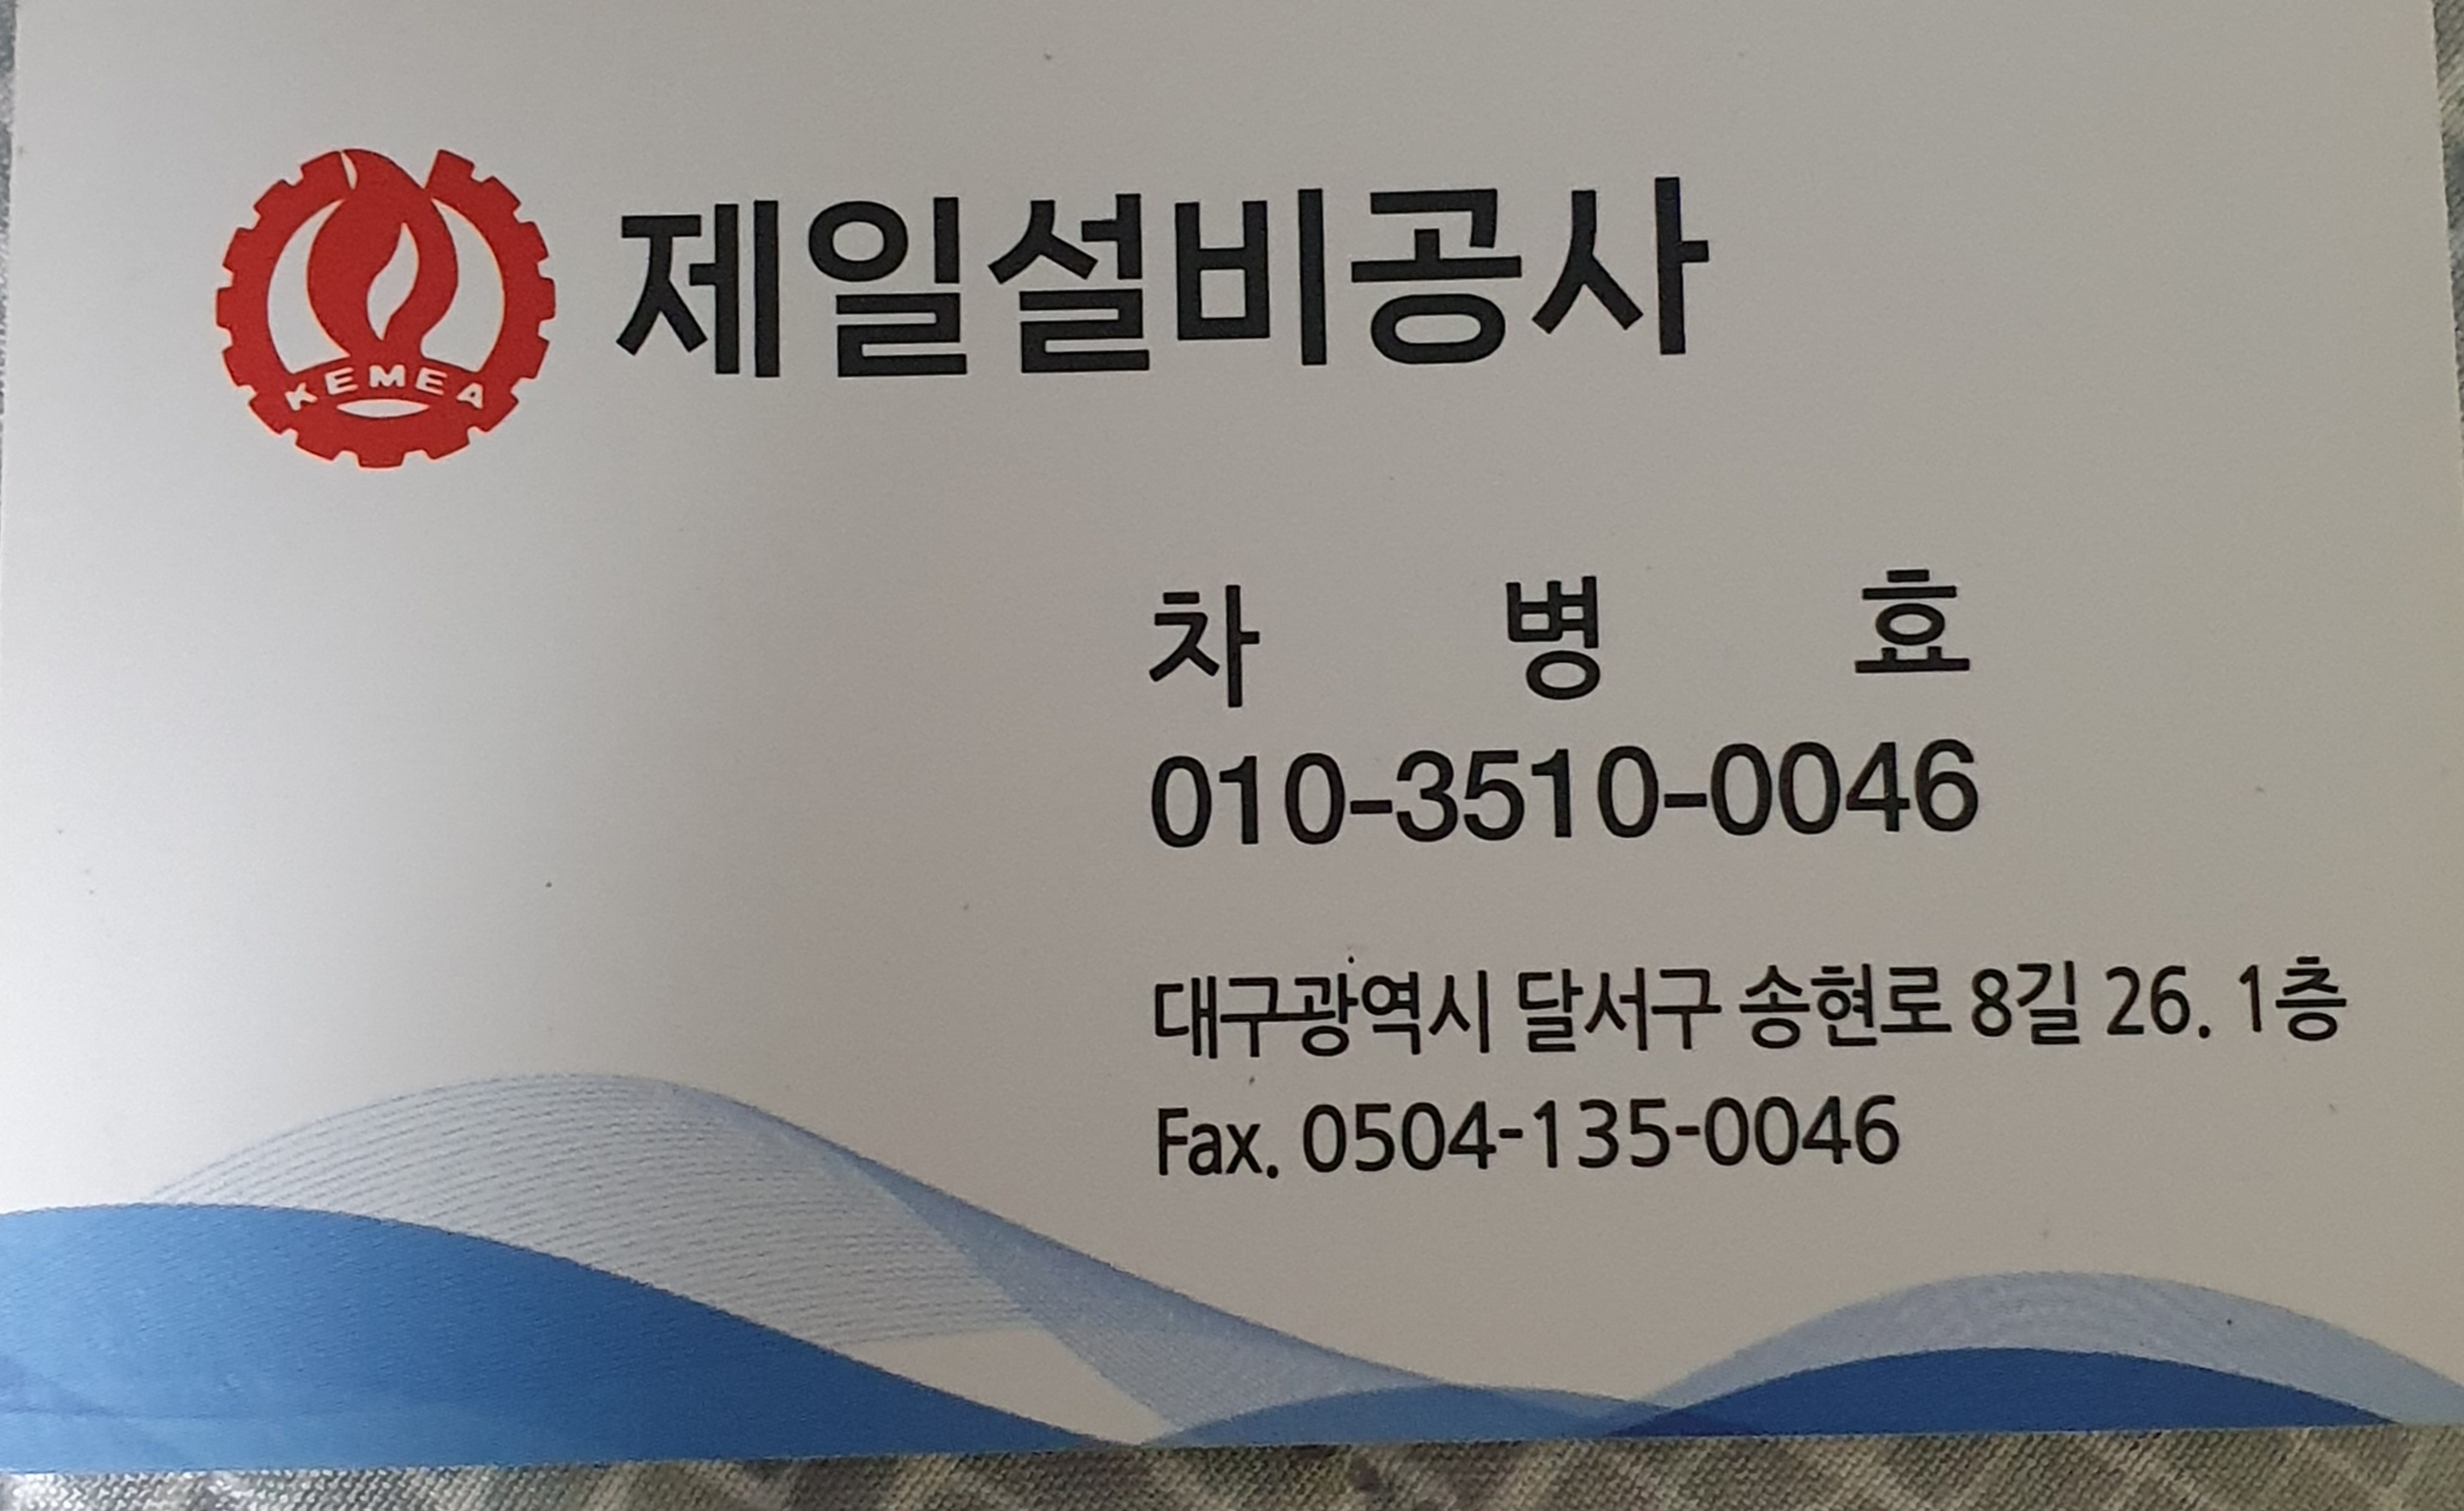 KEMEA
제일설비공사
차 병 효
010-3510-0046
대구광역시 달서구 송현로 8길 26. 1층
Fax. 0504-135-0046